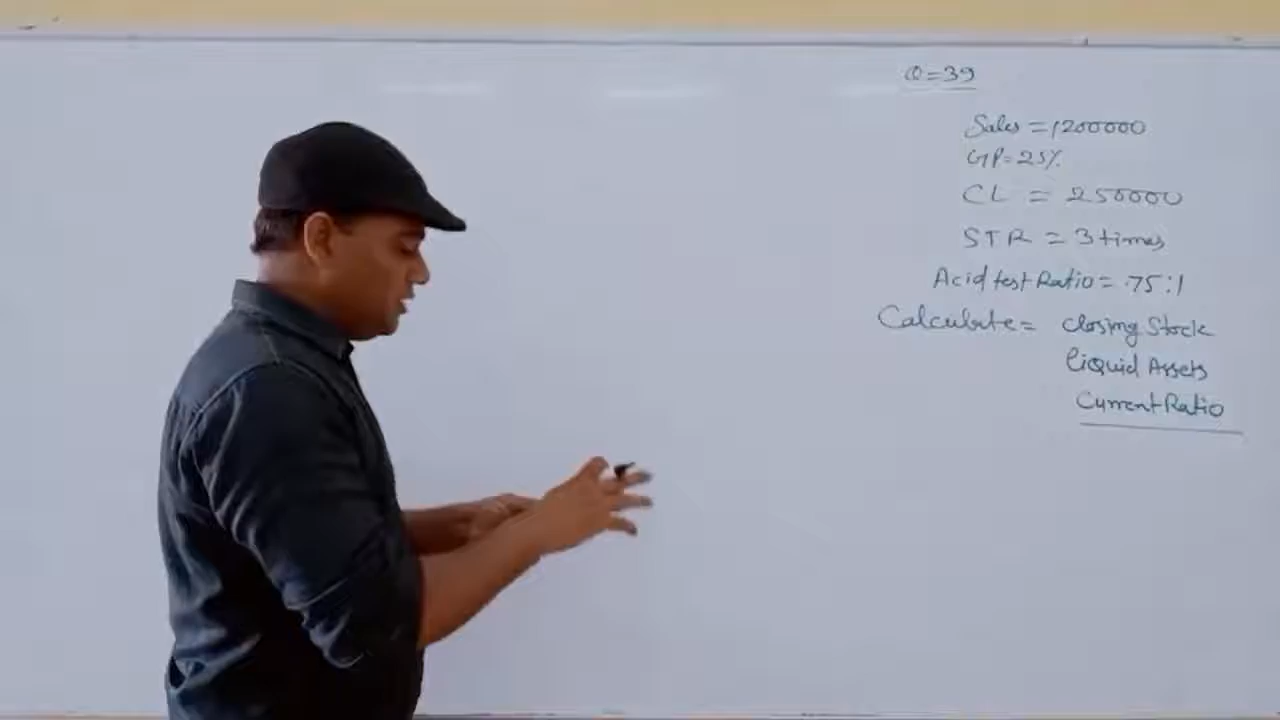 Q=39
Sales = 1200000
GP = 25%
CL = 250000
STR = 3 times
Acid test Ratio = .75:1
Calculate = Closing Stock
Liquid Assets
Current Ratio